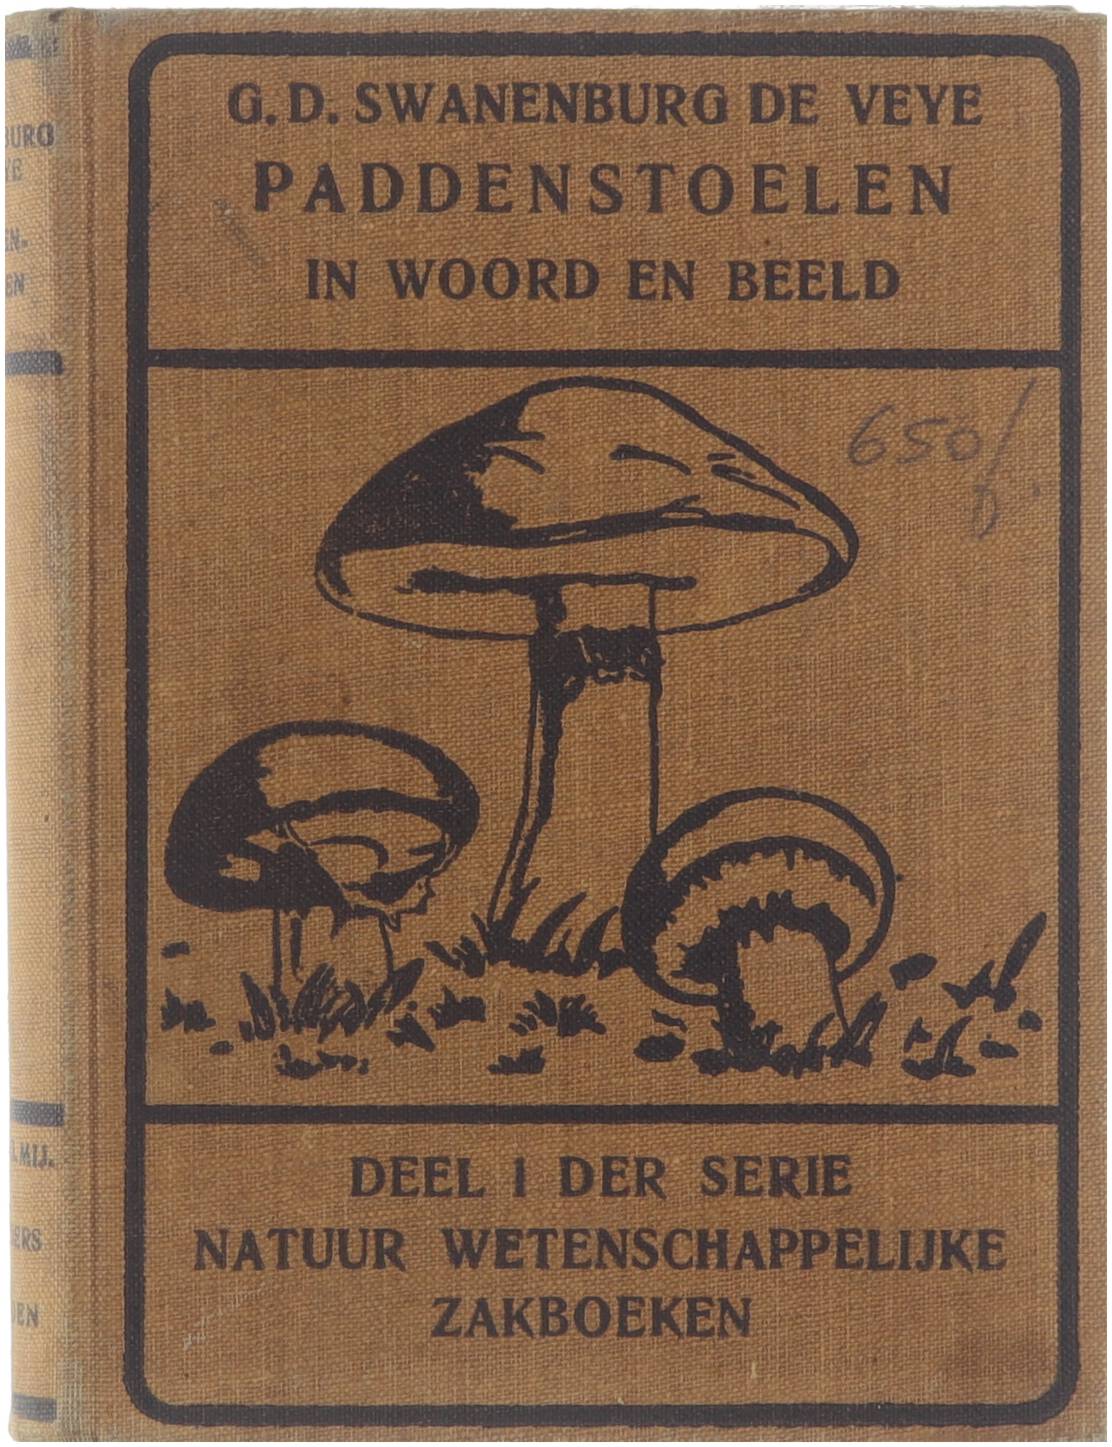 G. D. SWANENBURG DE VEYE
PADDENSTOELEN
IN WOORD EN BEELD
650/
DEEL I DER SERIE
NATUUR WETENSCHAPPELIJKE
ZAKBOEKEN